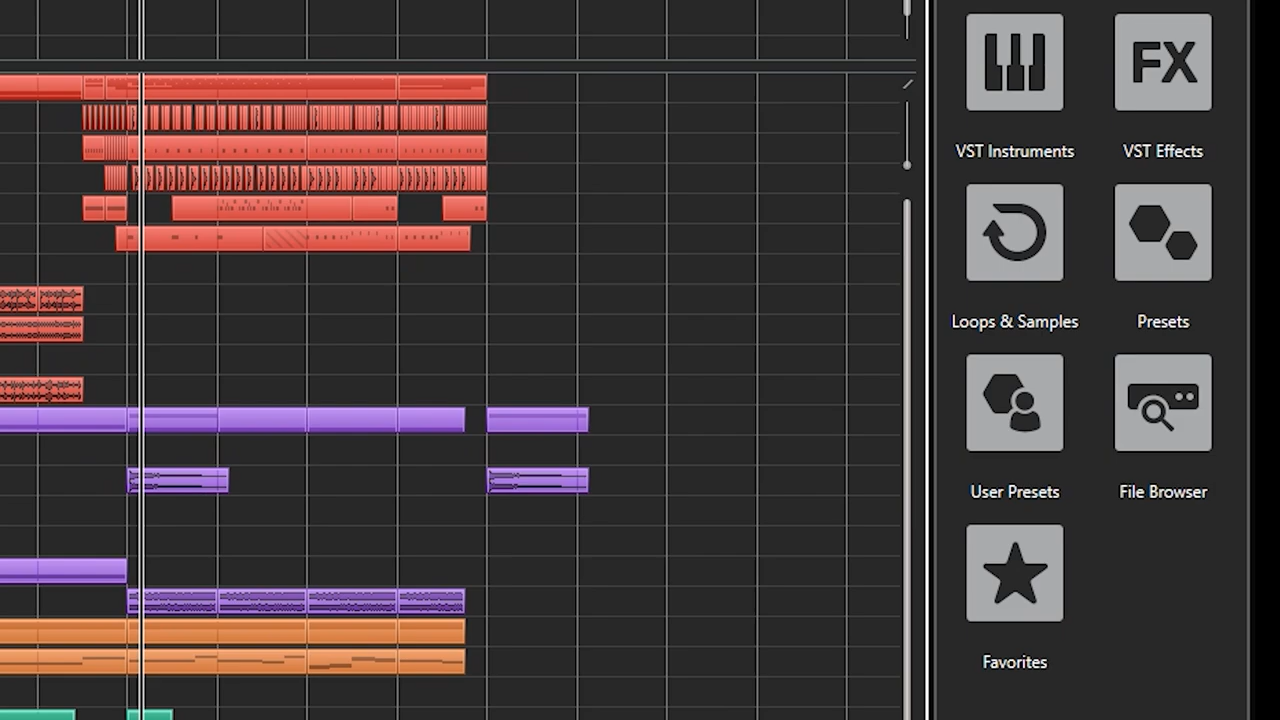 FX
VST Instruments
VST Effects
Loops & Samples
Presets
User Presets
File Browser
Favorites